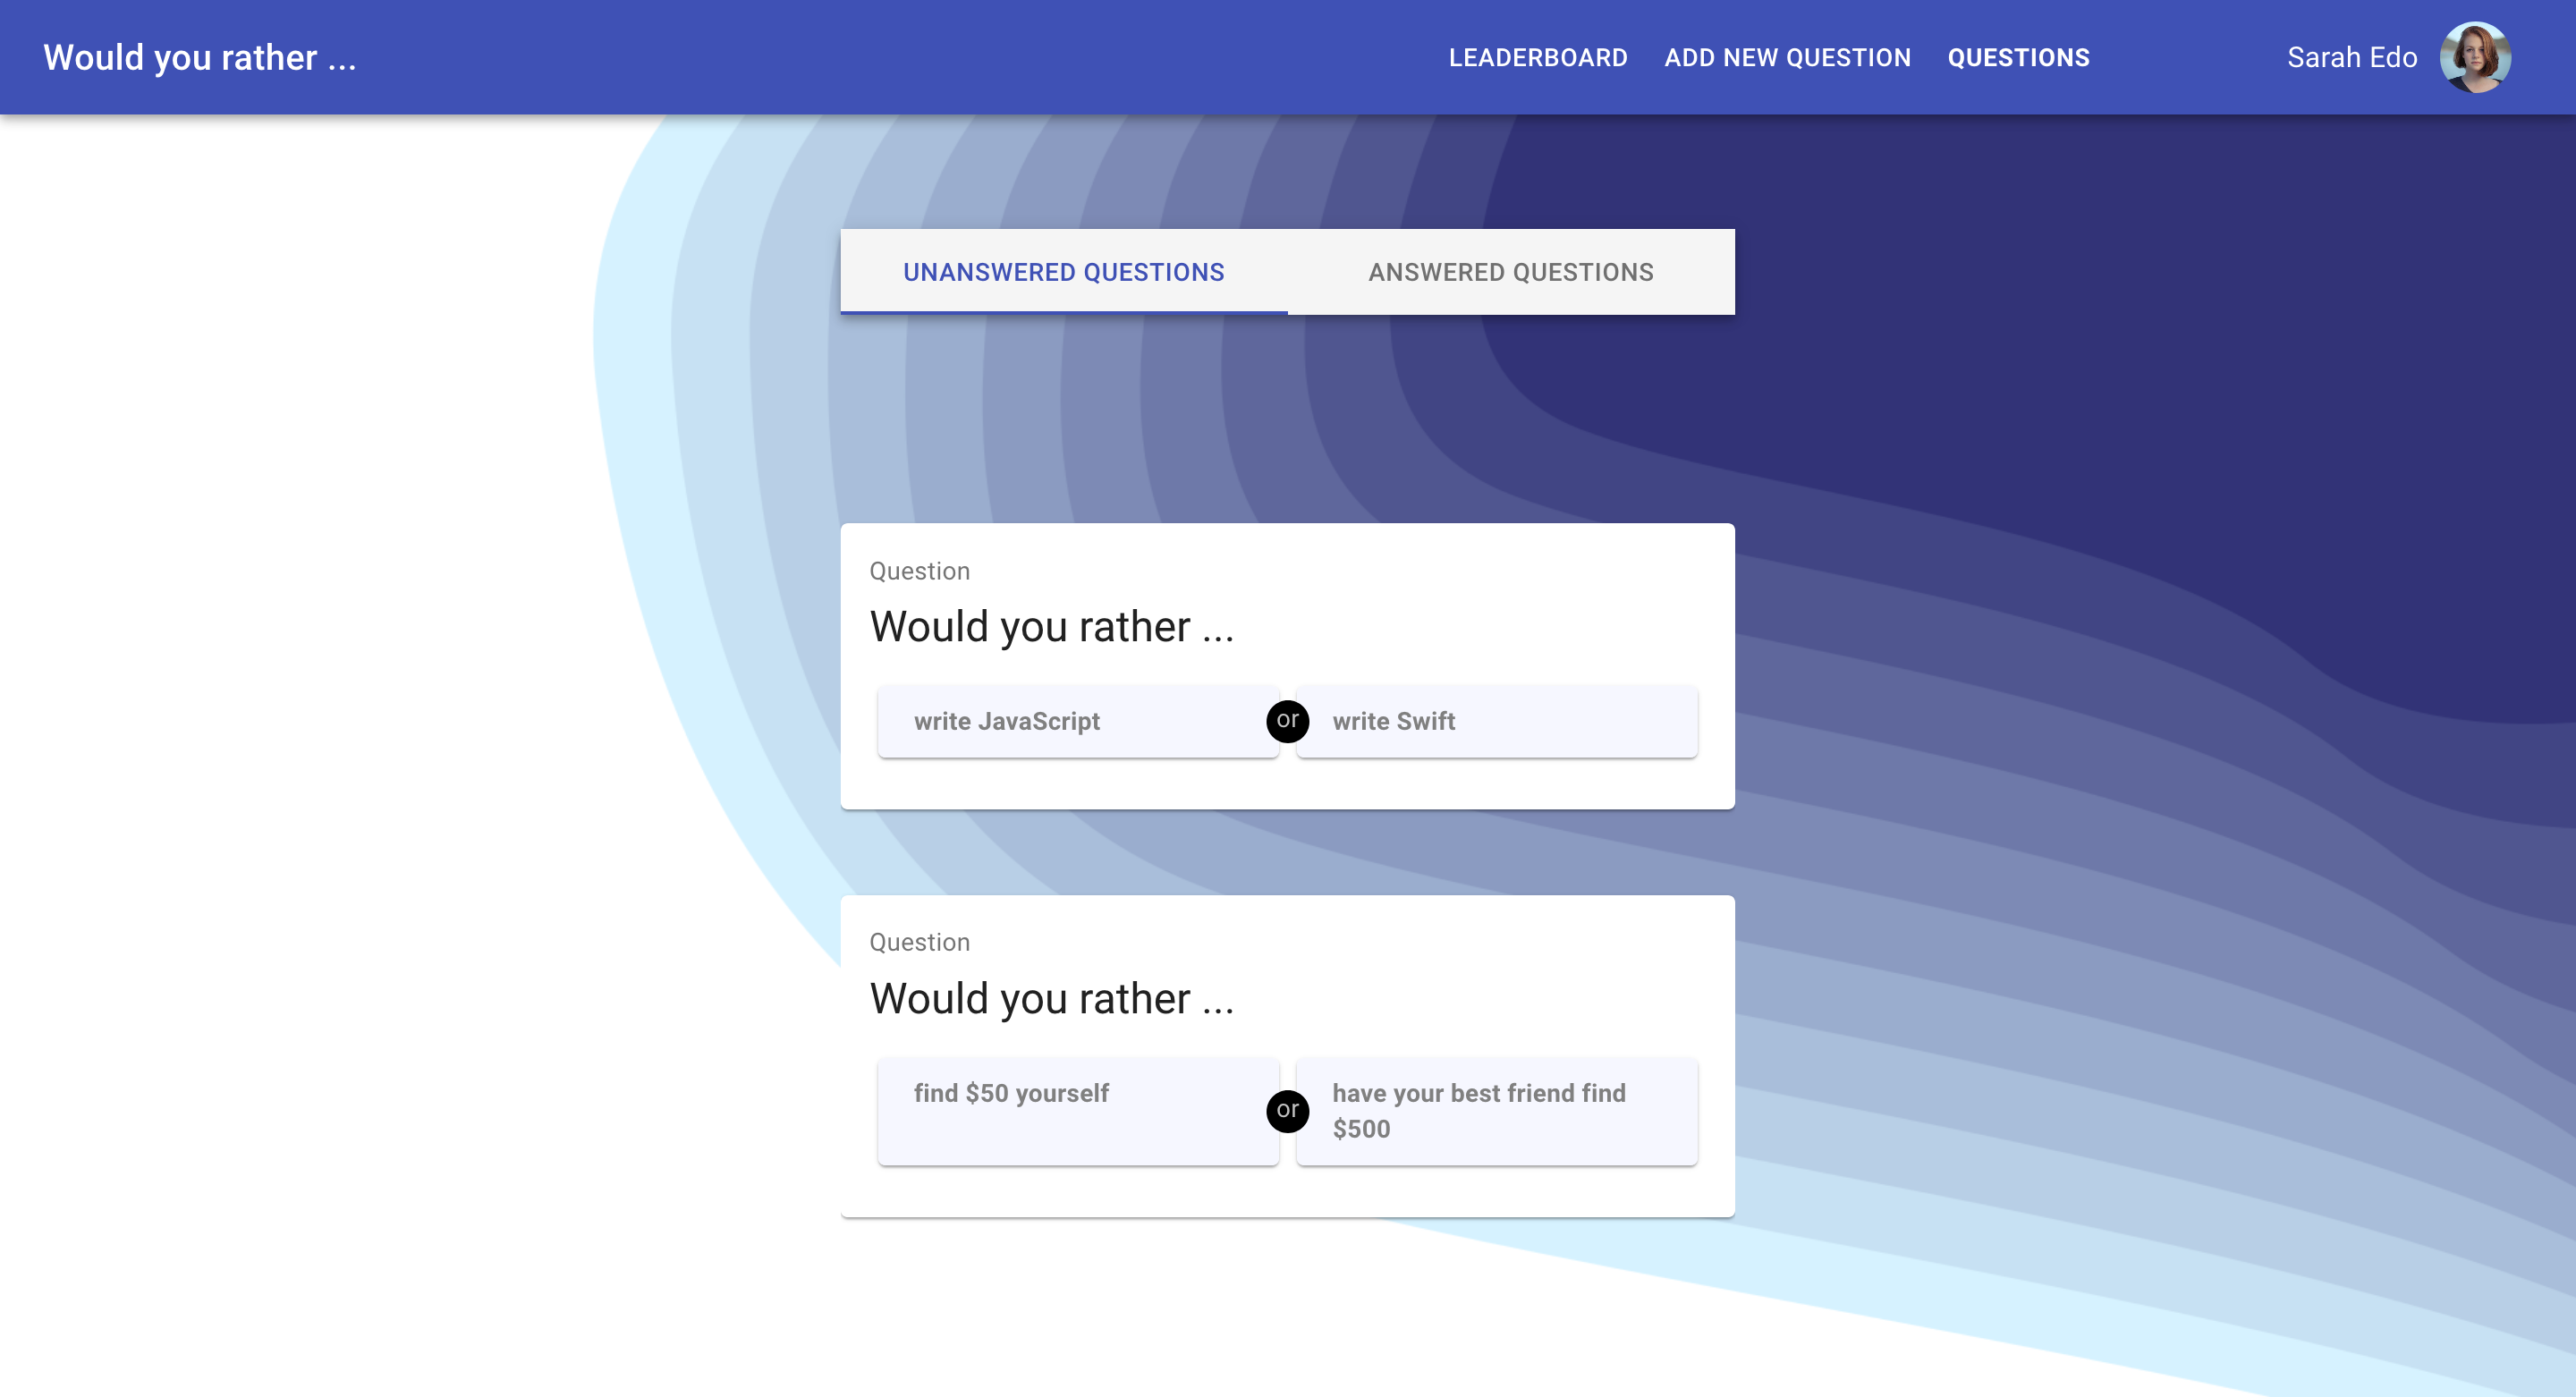 Would you rather ...
LEADERBOARD
ADD NEW QUESTION
QUESTIONS
Sarah Edo
UNANSWERED QUESTIONS
ANSWERED QUESTIONS
Question
Would you rather ...
write JavaScript
or
write Swift
Question
Would you rather ...
find $50 yourself
or
have your best friend find
$500